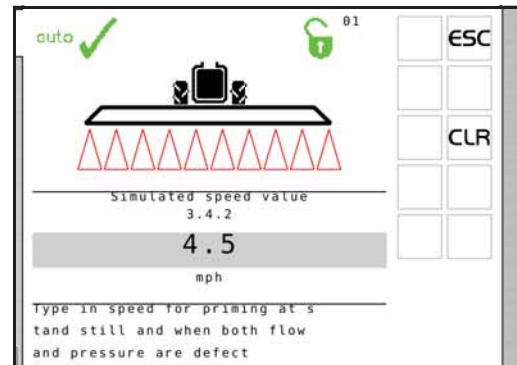 auto
01
ESC
CLR
Simulated speed value
3.4.2
4.5
mph
Type in speed for priming at s
tand still and when both flow
and pressure are defect